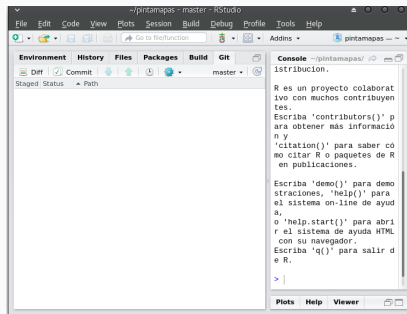 ~/pintamapas - master - RStudio
File Edit Code View Plots Session Build Debug Profile Tools Help
Go to file/function
Addins
pintamapas — ~
Environment History Files Packages Build Git
Diff Commit
master
Staged Status Path
Console ~/pintamapas/
istribucion.
R es un proyecto colaborat
ivo con muchos contribuyen
tes.
Escriba 'contributors()' p
ara obtener más informació
n y
'citation()' para saber có
mo citar R o paquetes de R
en publicaciones.
Escriba 'demo()' para demo
straciones, 'help()' para
el sistema on-line de ayud
a,
o 'help.start()' para abri
r el sistema de ayuda HTML
con su navegador.
Escriba 'q()' para salir d
e R.
>
Plots Help Viewer